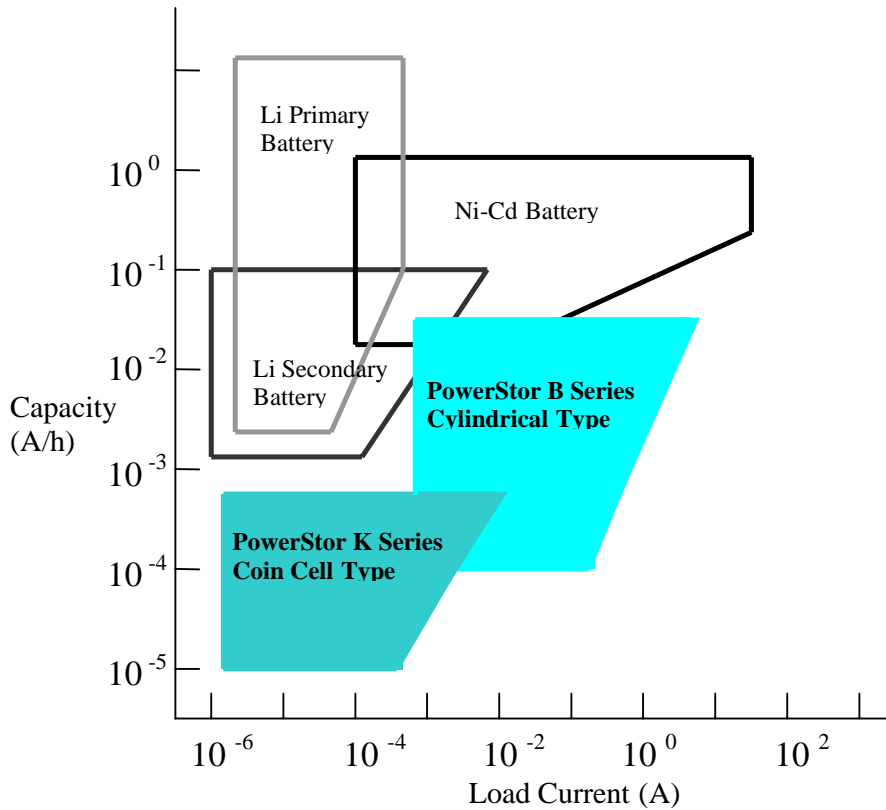 Li Primary
Battery
10^0
Ni-Cd Battery
10^-1
10^-2
Li Secondary
Battery
PowerStor B Series
Cylindrical Type
Capacity
(A/h)
10^-3
PowerStor K Series
Coin Cell Type
10^-4
10^-5
10^-6 10^-4 10^-2 10^0 10^2
Load Current (A)